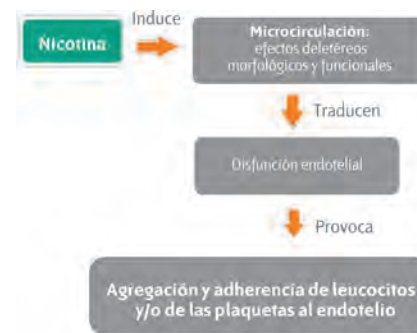 Induce
Nicotina
Microcirculación:
efectos deletéreos
morfológicos y funcionales
Traducen
Disfunción endotelial
Provoca
Agregación y adherencia de leucocitos
y/o de las plaquetas al endotelio